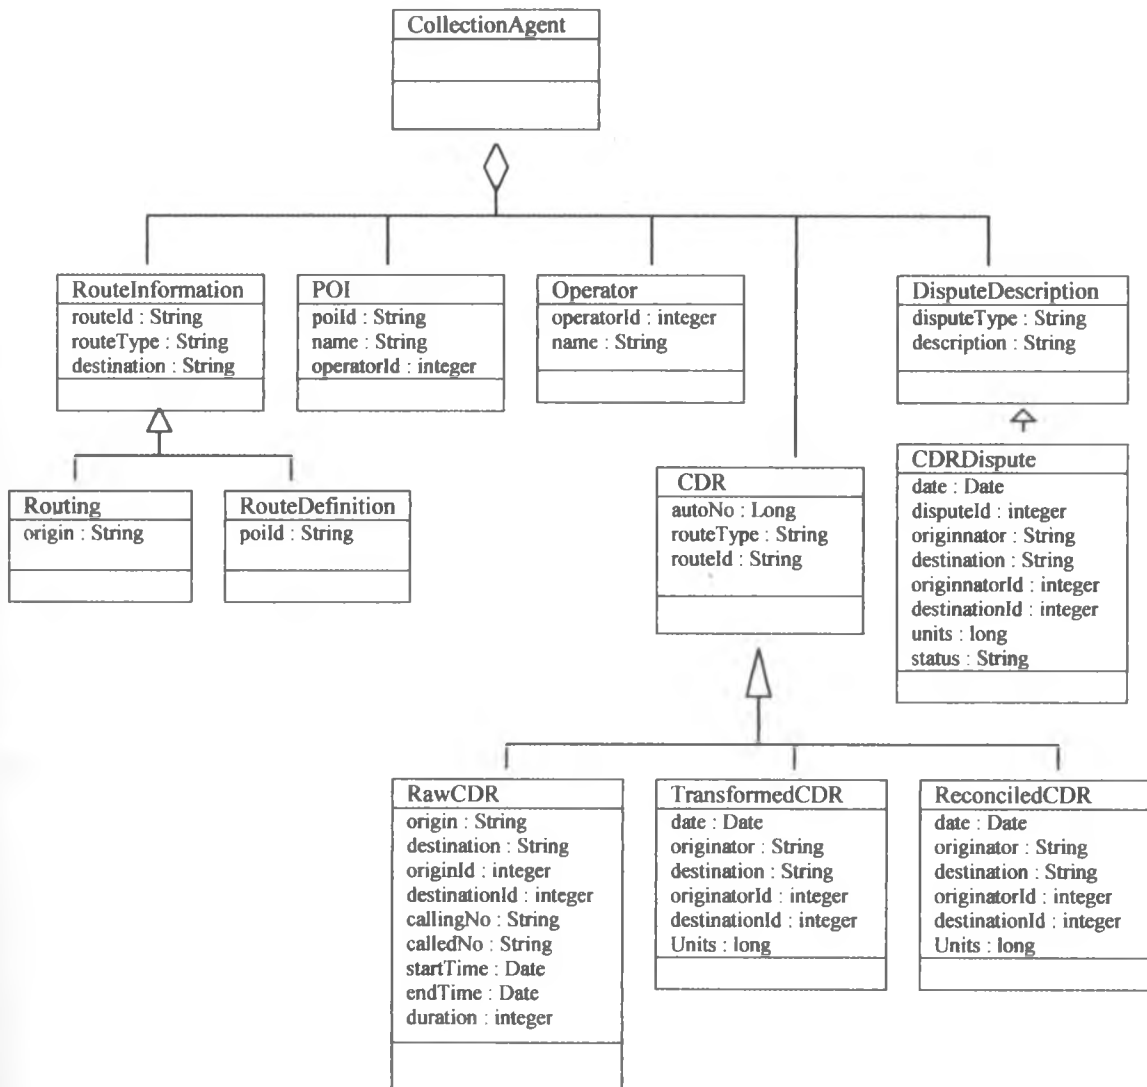 CollectionAgent
RouteInformation
routeId : String
routeType : String
destination : String
POI
poiId : String
name : String
operatorId : integer
Operator
operatorId : integer
name : String
DisputeDescription
disputeType : String
description : String
Routing
origin : String
RouteDefinition
poiId : String
CDR
autoNo : Long
routeType : String
routeId : String
CDRDispute
date : Date
disputeId : integer
originnator : String
destination : String
originnatorId : integer
destinationId : integer
units : long
status : String
RawCDR
origin : String
destination : String
originId : integer
destinationId : integer
callingNo : String
calledNo : String
startTime : Date
endTime : Date
duration : integer
TransformedCDR
date : Date
originator : String
destination : String
originatorId : integer
destinationId : integer
Units : long
ReconciledCDR
date : Date
originator : String
destination : String
originatorId : integer
destinationId : integer
Units : long